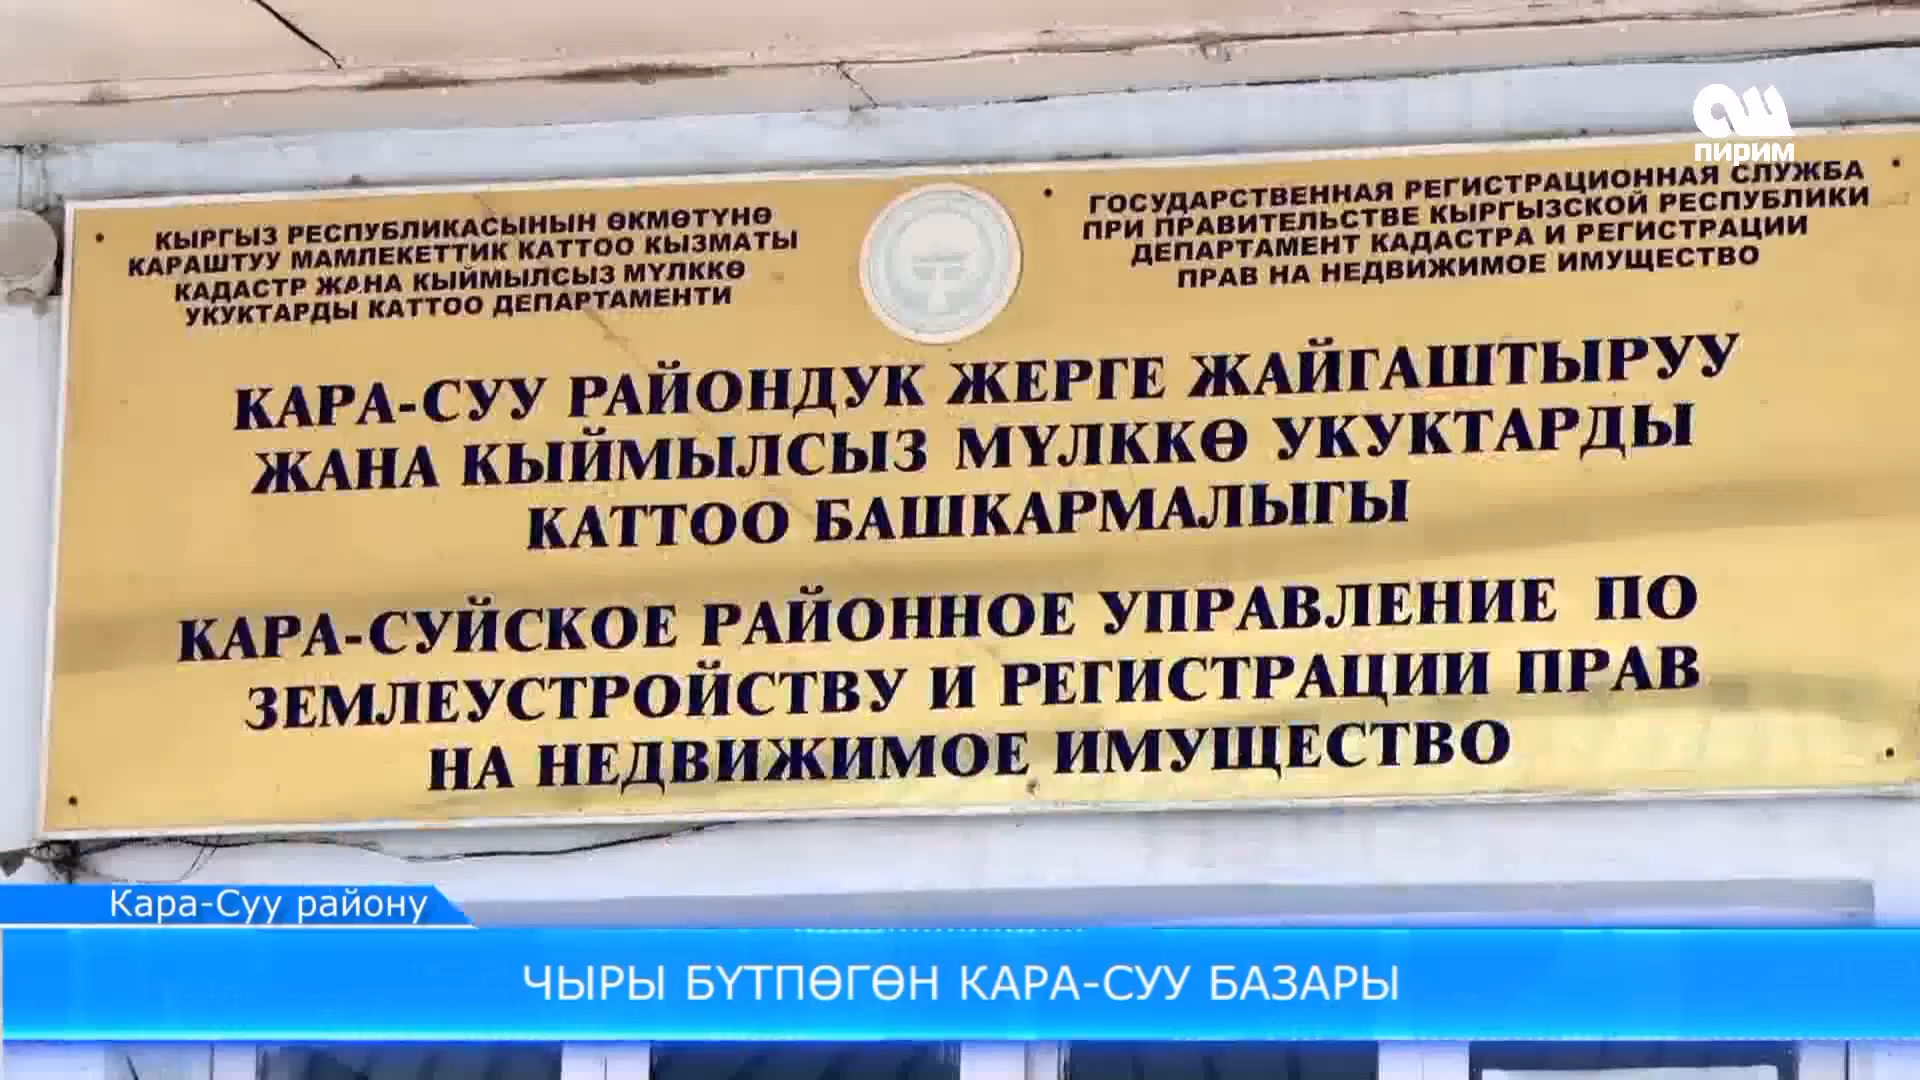 ОШ
ПИРИМ
КЫРГЫЗ РЕСПУБЛИКАСЫНЫН ӨКМӨТҮНӨ
КАРАШТУУ МАМЛЕКЕТТИК КАТТОО КЫЗМАТЫ
КАДАСТР ЖАНА КЫЙМЫЛСЫЗ МҮЛККӨ
УКУКТАРДЫ КАТТОО ДЕПАРТАМЕНТИ
ГОСУДАРСТВЕННАЯ РЕГИСТРАЦИОННАЯ СЛУЖБА
ПРИ ПРАВИТЕЛЬСТВЕ КЫРГЫЗСКОЙ РЕСПУБЛИКИ
ДЕПАРТАМЕНТ КАДАСТРА И РЕГИСТРАЦИИ
ПРАВ НА НЕДВИЖИМОЕ ИМУЩЕСТВО
КАРА-СУУ РАЙОНДУК ЖЕРГЕ ЖАЙГАШТЫРУУ
ЖАНА КЫЙМЫЛСЫЗ МҮЛККӨ УКУКТАРДЫ
КАТТОО БАШКАРМАЛЫГЫ
КАРА-СУЙСКОЕ РАЙОННОЕ УПРАВЛЕНИЕ ПО
ЗЕМЛЕУСТРОЙСТВУ И РЕГИСТРАЦИИ ПРАВ
НА НЕДВИЖИМОЕ ИМУЩЕСТВО
Кара-Суу району
ЧЫРЫ БҮТПӨГӨН КАРА-СУУ БАЗАРЫ